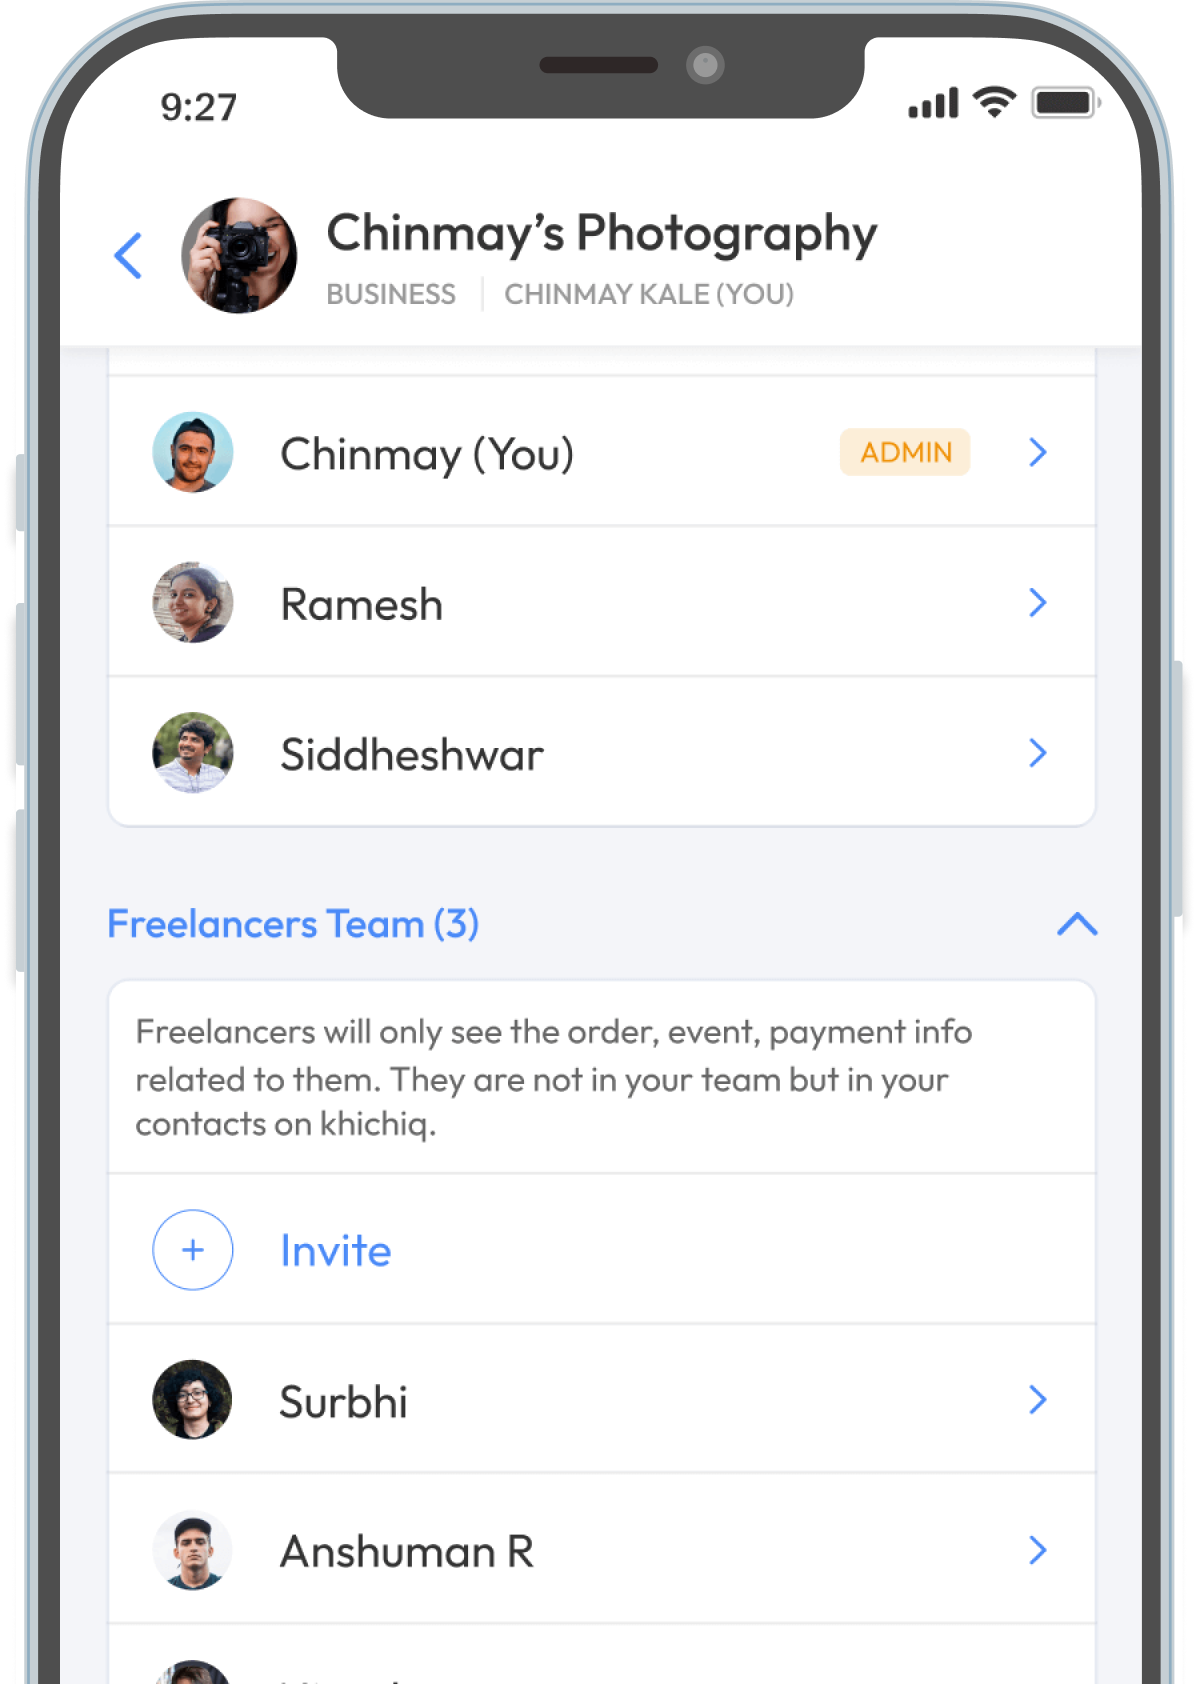 9:27
Chinmay’s Photography
BUSINESS CHINMAY KALE (YOU)
Chinmay (You) ADMIN
Ramesh
Siddheshwar
Freelancers Team (3)
Freelancers will only see the order, event, payment info
related to them. They are not in your team but in your
contacts on khichiq.
Invite
Surbhi
Anshuman R